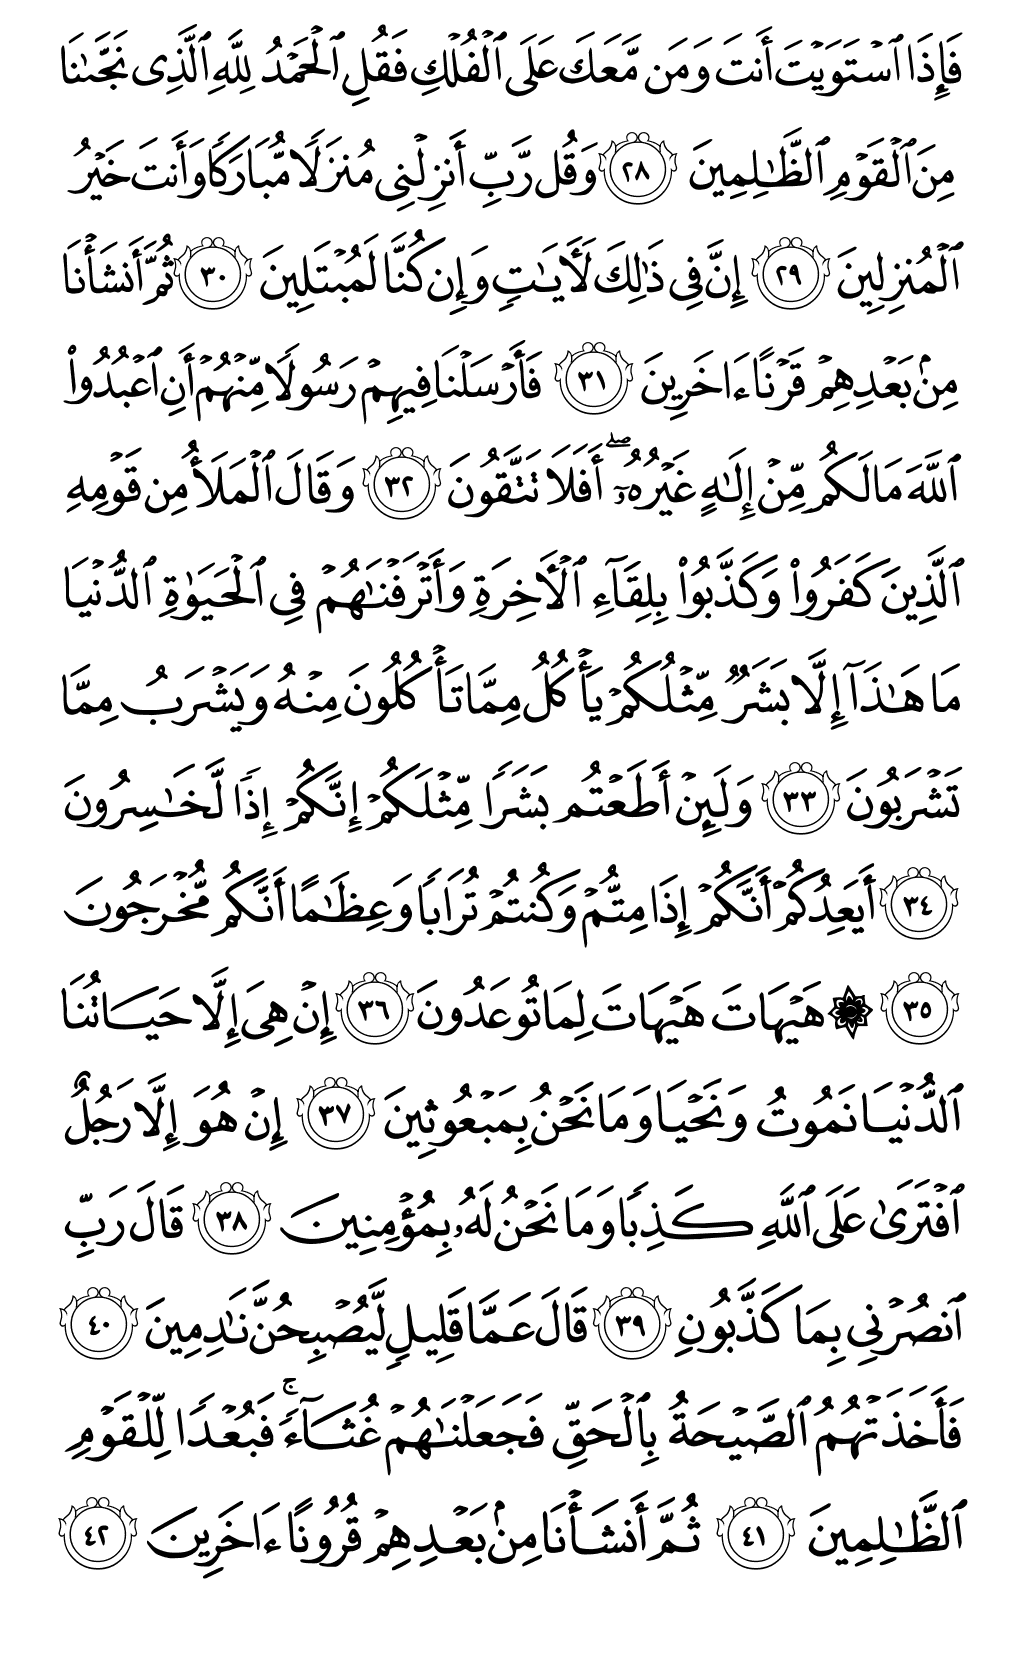 فَإِذَا ٱسۡتَوَيۡتَ أَنتَ وَمَن مَّعَكَ عَلَى ٱلۡفُلۡكِ فَقُلِ ٱلۡحَمۡدُ لِلَّهِ ٱلَّذِي نَجَّىٰنَا
مِنَ ٱلۡقَوۡمِ ٱلظَّـٰلِمِينَ ٢٨ وَقُل رَّبِّ أَنزِلۡنِي مُنزَلٗا مُّبَارَكٗا وَأَنتَ خَيۡرُ
ٱلۡمُنزِلِينَ ٢٩ إِنَّ فِي ذَٰلِكَ لَأٓيَـٰتٖ وَإِن كُنَّا لَمُبۡتَلِينَ ٣٠ ثُمَّ أَنشَأۡنَا
مِنۢ بَعۡدِهِمۡ قَرۡنًا ءَاخَرِينَ ٣١ فَأَرۡسَلۡنَا فِيهِمۡ رَسُولٗا مِّنۡهُمۡ أَنِ ٱعۡبُدُواْ
ٱللَّهَ مَا لَكُم مِّنۡ إِلَـٰهٍ غَيۡرُهُۥٓۖ أَفَلَا تَتَّقُونَ ٣٢ وَقَالَ ٱلۡمَلَأُ مِن قَوۡمِهِ
ٱلَّذِينَ كَفَرُواْ وَكَذَّبُواْ بِلِقَآءِ ٱلۡأٓخِرَةِ وَأَتۡرَفۡنَـٰهُمۡ فِي ٱلۡحَيَوٰةِ ٱلدُّنۡيَا
مَا هَـٰذَآ إِلَّا بَشَرٞ مِّثۡلُكُمۡ يَأۡكُلُ مِمَّا تَأۡكُلُونَ مِنۡهُ وَيَشۡرَبُ مِمَّا
تَشۡرَبُونَ ٣٣ وَلَئِنۡ أَطَعۡتُم بَشَرٗا مِّثۡلَكُمۡ إِنَّكُمۡ إِذٗا لَّخَـٰسِرُونَ
٣٤ أَيَعِدُكُمۡ أَنَّكُمۡ إِذَا مِتُّمۡ وَكُنتُمۡ تُرَابٗا وَعِظَـٰمًا أَنَّكُم مُّخۡرَجُونَ
٣٥ ۞ هَيۡهَاتَ هَيۡهَاتَ لِمَا تُوعَدُونَ ٣٦ إِنۡ هِيَ إِلَّا حَيَاتُنَا
ٱلدُّنۡيَا نَمُوتُ وَنَحۡيَا وَمَا نَحۡنُ بِمَبۡعُوثِينَ ٣٧ إِنۡ هُوَ إِلَّا رَجُلٌ
ٱفۡتَرَىٰ عَلَى ٱللَّهِ كَذِبٗا وَمَا نَحۡنُ لَهُۥ بِمُؤۡمِنِينَ ٣٨ قَالَ رَبِّ
ٱنصُرۡنِي بِمَا كَذَّبُونِ ٣٩ قَالَ عَمَّا قَلِيلٖ لَّيُصۡبِحُنَّ نَـٰدِمِينَ ٤٠
فَأَخَذَتۡهُمُ ٱلصَّيۡحَةُ بِٱلۡحَقِّ فَجَعَلۡنَـٰهُمۡ غُثَآءٗۚ فَبُعۡدٗا لِّلۡقَوۡمِ
ٱلظَّـٰلِمِينَ ٤١ ثُمَّ أَنشَأۡنَا مِنۢ بَعۡدِهِمۡ قُرُونًا ءَاخَرِينَ ٤٢